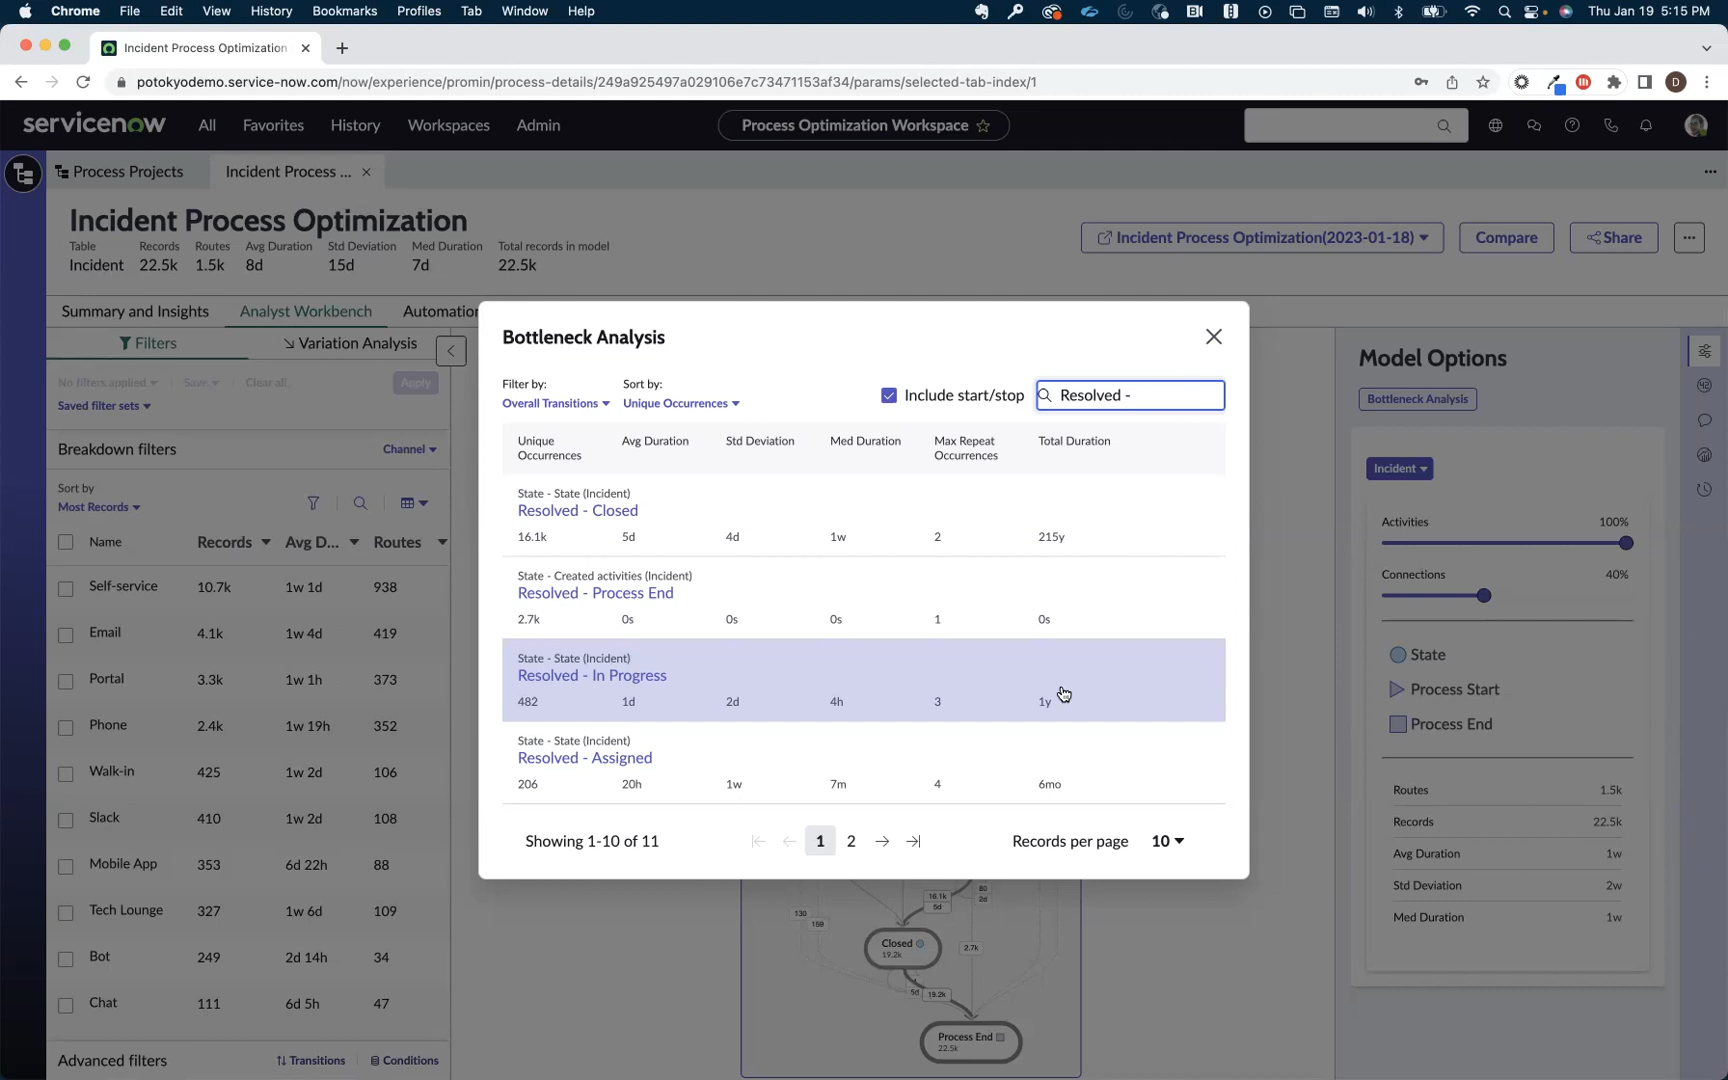 Chrome File Edit View History Bookmarks Profiles Tab Window Help Thu Jan 19 5:15 PM
Incident Process Optimization
potokyodemo.service-now.com/now/experience/promin/process-details/249a925497a029106e7c73471153af34/params/selected-tab-index/1
D
servicenow All Favorites History Workspaces Admin Process Optimization Workspace
Process Projects Incident Process ...
Incident Process Optimization
Table Records Routes Avg Duration Std Deviation Med Duration Total records in model
Incident 22.5k 1.5k 8d 15d 7d 22.5k
Incident Process Optimization(2023-01-18) Compare Share
Summary and Insights Analyst Workbench Automation
Filters Variation Analysis
No filters applied Save Clear all Apply
Saved filter sets
Breakdown filters Channel
Sort by
Most Records
Name Records Avg D... Routes
Self-service 10.7k 1w 1d 938
Email 4.1k 1w 4d 419
Portal 3.3k 1w 1h 373
Phone 2.4k 1w 19h 352
Walk-in 425 1w 2d 106
Slack 410 1w 2d 108
Mobile App 353 6d 22h 88
Tech Lounge 327 1w 6d 109
Bot 249 2d 14h 34
Chat 111 6d 5h 47
Advanced filters Transitions Conditions
Bottleneck Analysis
Filter by: Sort by:
Overall Transitions Unique Occurrences Include start/stop Resolved -
Unique Avg Duration Std Deviation Med Duration Max Repeat Total Duration
Occurrences Occurrences
State - State (Incident)
Resolved - Closed
16.1k 5d 4d 1w 2 215y
State - Created activities (Incident)
Resolved - Process End
2.7k 0s 0s 0s 1 0s
State - State (Incident)
Resolved - In Progress
482 1d 2d 4h 3 1y
State - State (Incident)
Resolved - Assigned
206 20h 1w 7m 4 6mo
Showing 1-10 of 11 1 2 Records per page 10
16.1k 80
5d 2d
130
159
Closed
19.2k
2.7k
5d 19.2k
Process End
22.5k
Model Options
Bottleneck Analysis
Incident
Activities 100%
Connections 40%
State
Process Start
Process End
Routes 1.5k
Records 22.5k
Avg Duration 1w
Std Deviation 2w
Med Duration 1w